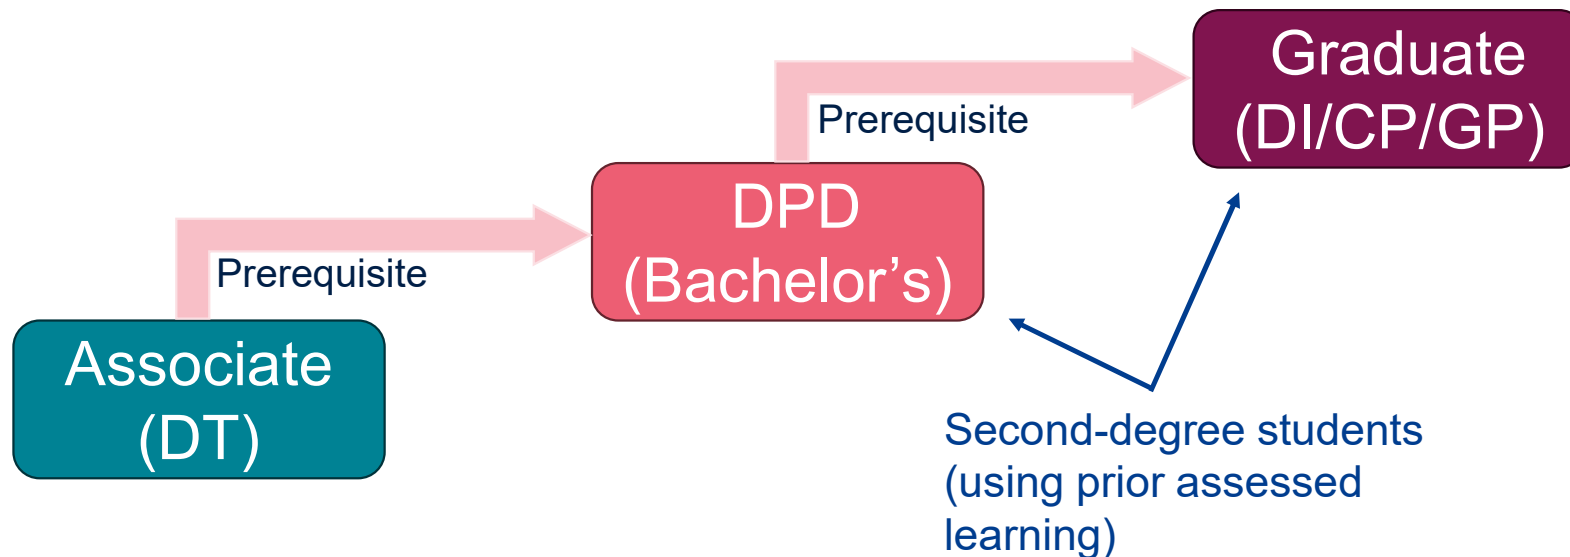 Graduate
(DI/CP/GP)
Prerequisite
DPD
(Bachelor’s)
Prerequisite
Associate
(DT)
Second-degree students
(using prior assessed
learning)